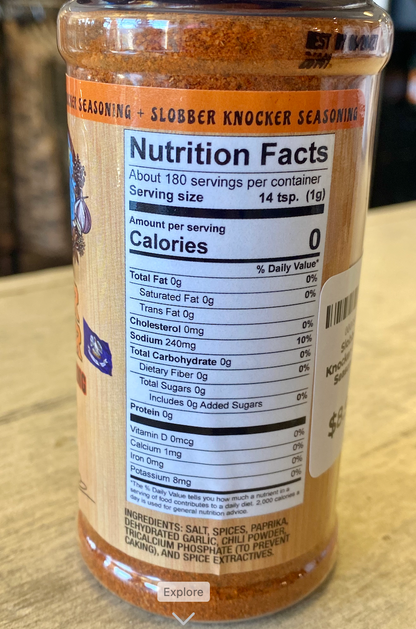 BEST BY
SEASONING + SLOBBER KNOCKER SEASONING
Nutrition Facts
About 180 servings per container
Serving size 14 tsp. (1g)
Amount per serving
Calories 0
% Daily Value*
Total Fat 0g 0%
Saturated Fat 0g 0%
Trans Fat 0g
Cholesterol 0mg 0%
Sodium 240mg 10%
Total Carbohydrate 0g 0%
Dietary Fiber 0g 0%
Total Sugars 0g
Includes 0g Added Sugars 0%
Protein 0g
Vitamin D 0mcg 0%
Calcium 1mg 0%
Iron 0mg 0%
Potassium 8mg 0%
*The % Daily Value tells you how much a nutrient in a
serving of food contributes to a daily diet. 2,000 calories a
day is used for general nutrition advice.
INGREDIENTS: SALT, SPICES, PAPRIKA,
DEHYDRATED GARLIC, CHILI POWDER,
TRICALCIUM PHOSPHATE (TO PREVENT
CAKING), AND SPICE EXTRACTIVES.
Explore